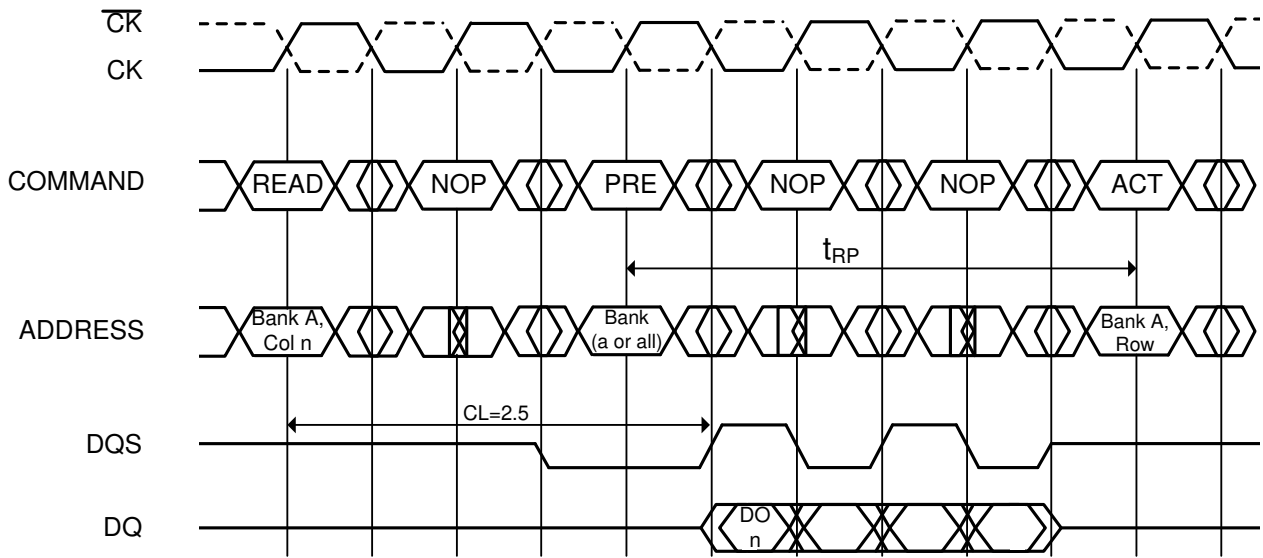 CK
CK
COMMAND
READ
NOP
PRE
NOP
NOP
ACT
tRP
ADDRESS
Bank A,
Col n
Bank
(a or all)
Bank A,
Row
CL=2.5
DQS
DQ
DO
n